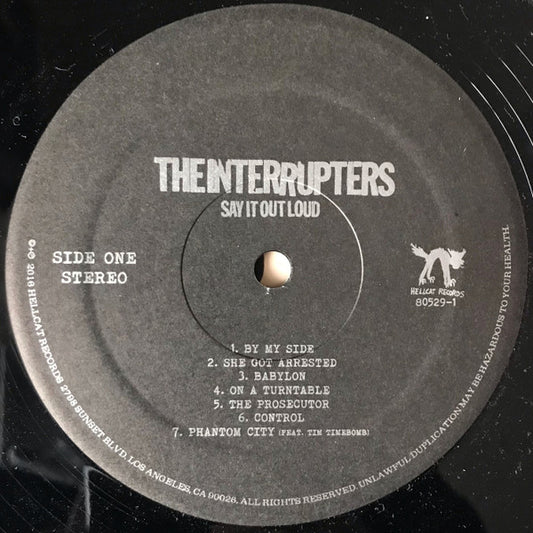 THE INTERRUPTERS
SAY IT OUT LOUD
SIDE ONE
STEREO
HELLCAT RECORDS
80529-1
1. BY MY SIDE
2. SHE GOT ARRESTED
3. BABYLON
4. ON A TURNTABLE
5. THE PROSECUTOR
6. CONTROL
7. PHANTOM CITY (FEAT. TIM TIMEBOMB)
©+℗ 2016 HELLCAT RECORDS 2798 SUNSET BLVD. LOS ANGELES, CA 90026. ALL RIGHTS RESERVED. UNLAWFUL DUPLICATION MAY BE HAZARDOUS TO YOUR HEALTH.